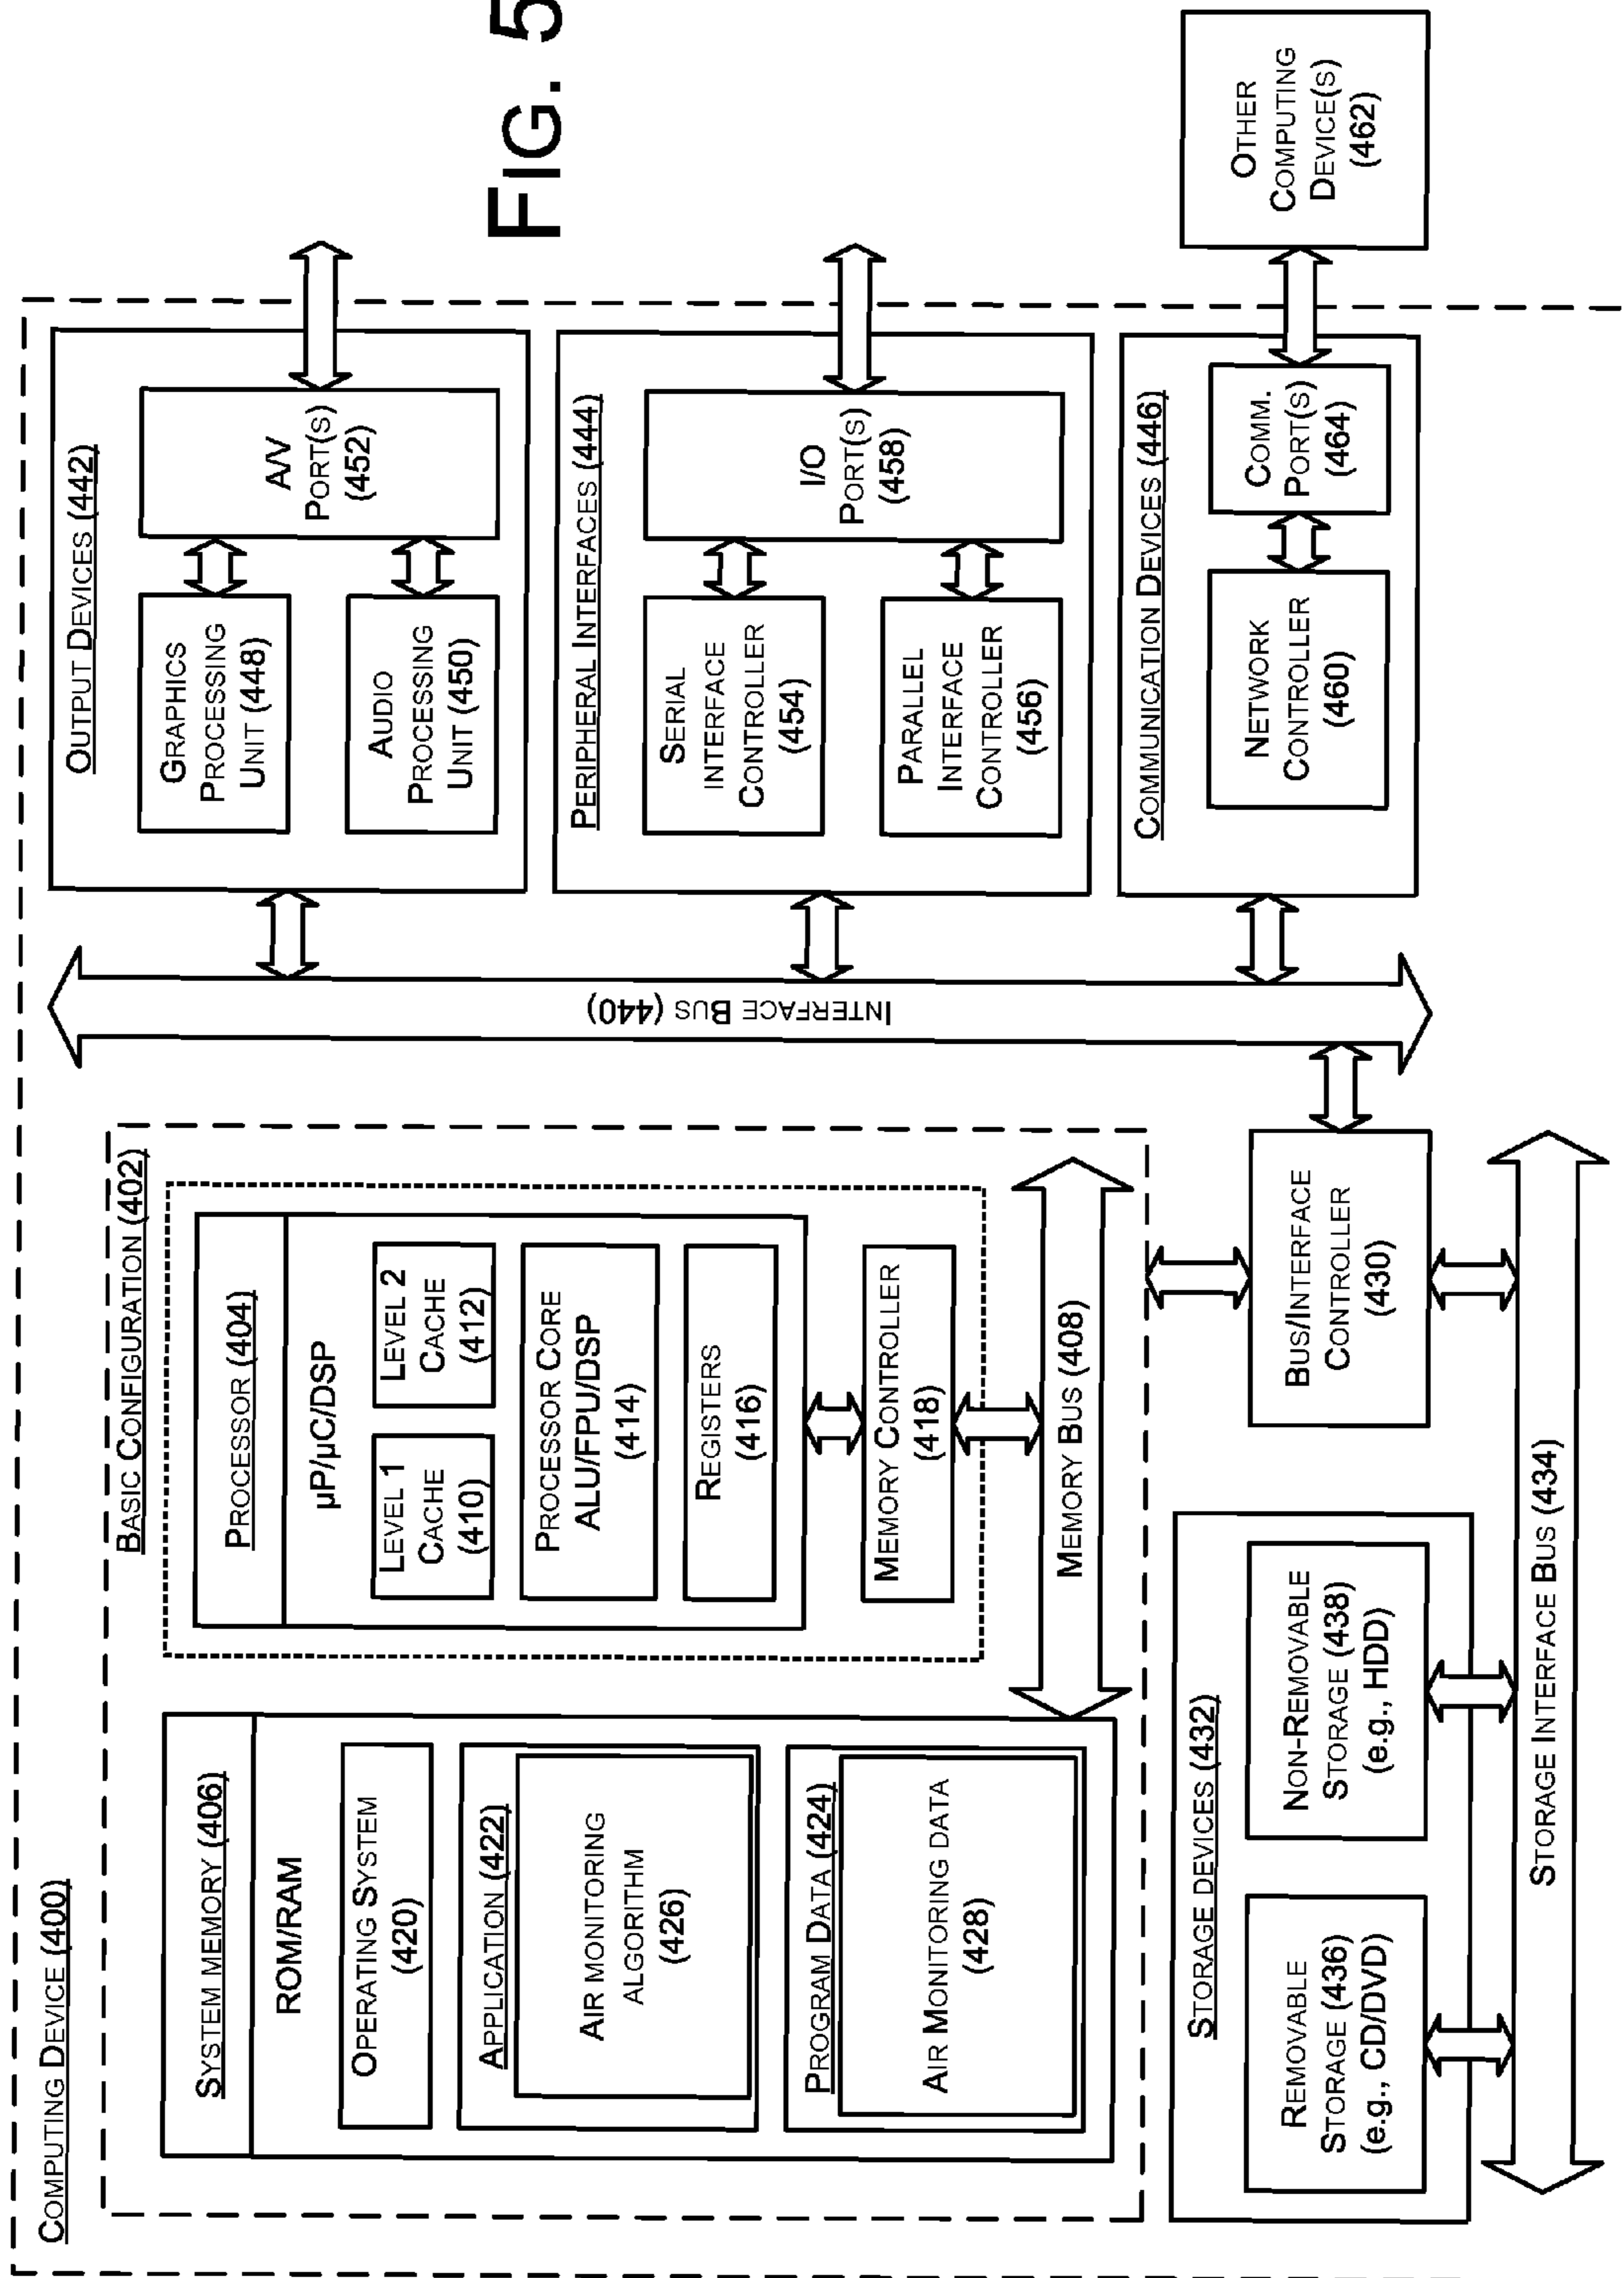 COMPUTING DEVICE (400)
BASIC CONFIGURATION (402)
SYSTEM MEMORY (406)
ROM/RAM
OPERATING SYSTEM
(420)
APPLICATION (422)
AIR MONITORING
ALGORITHM
(426)
PROGRAM DATA (424)
AIR MONITORING DATA
(428)
PROCESSOR (404)
µP/µC/DSP
LEVEL 1
CACHE
(410)
LEVEL 2
CACHE
(412)
PROCESSOR CORE
ALU/FPU/DSP
(414)
REGISTERS
(416)
MEMORY CONTROLLER
(418)
MEMORY BUS (408)
BUS/INTERFACE
CONTROLLER
(430)
STORAGE DEVICES (432)
REMOVABLE
STORAGE (436)
(e.g., CD/DVD)
NON-REMOVABLE
STORAGE (438)
(e.g., HDD)
STORAGE INTERFACE BUS (434)
INTERFACE BUS (440)
OUTPUT DEVICES (442)
GRAPHICS
PROCESSING
UNIT (448)
AUDIO
PROCESSING
UNIT (450)
A/V
PORT(S)
(452)
PERIPHERAL INTERFACES (444)
SERIAL
INTERFACE
CONTROLLER
(454)
PARALLEL
INTERFACE
CONTROLLER
(456)
I/O
PORT(S)
(458)
COMMUNICATION DEVICES (446)
NETWORK
CONTROLLER
(460)
COMM.
PORT(S)
(464)
OTHER
COMPUTING
DEVICE(S)
(462)
FIG. 5